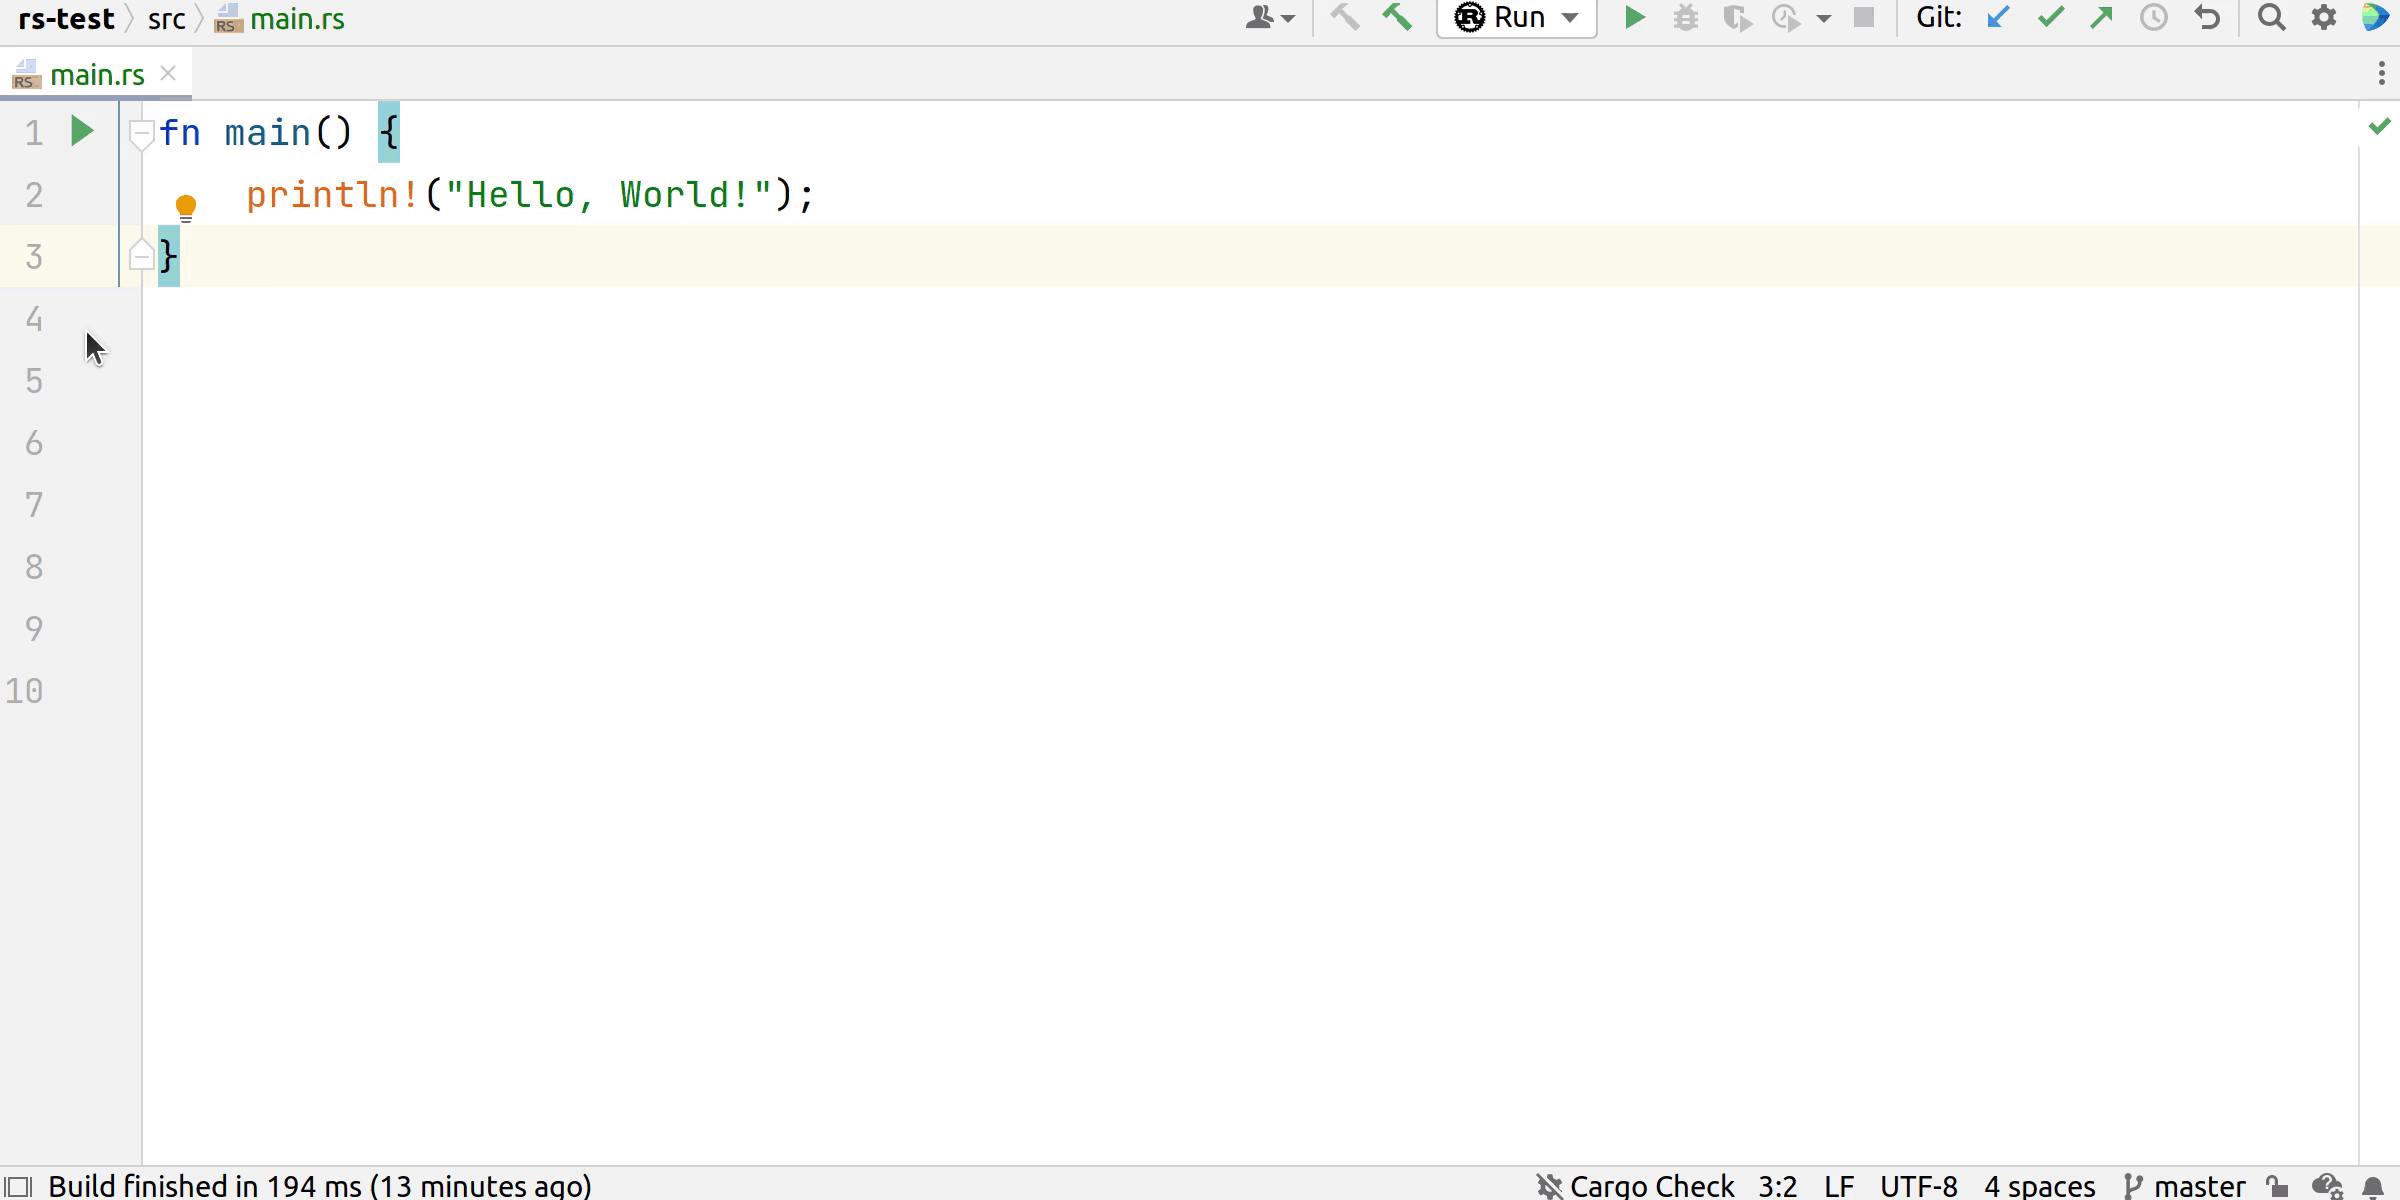 rs-test src RS main.rs Run Git:
RS main.rs
1 fn main() {
2 println!("Hello, World!");
3 }
4
5
6
7
8
9
10
Build finished in 194 ms (13 minutes ago) Cargo Check 3:2 LF UTF-8 4 spaces master